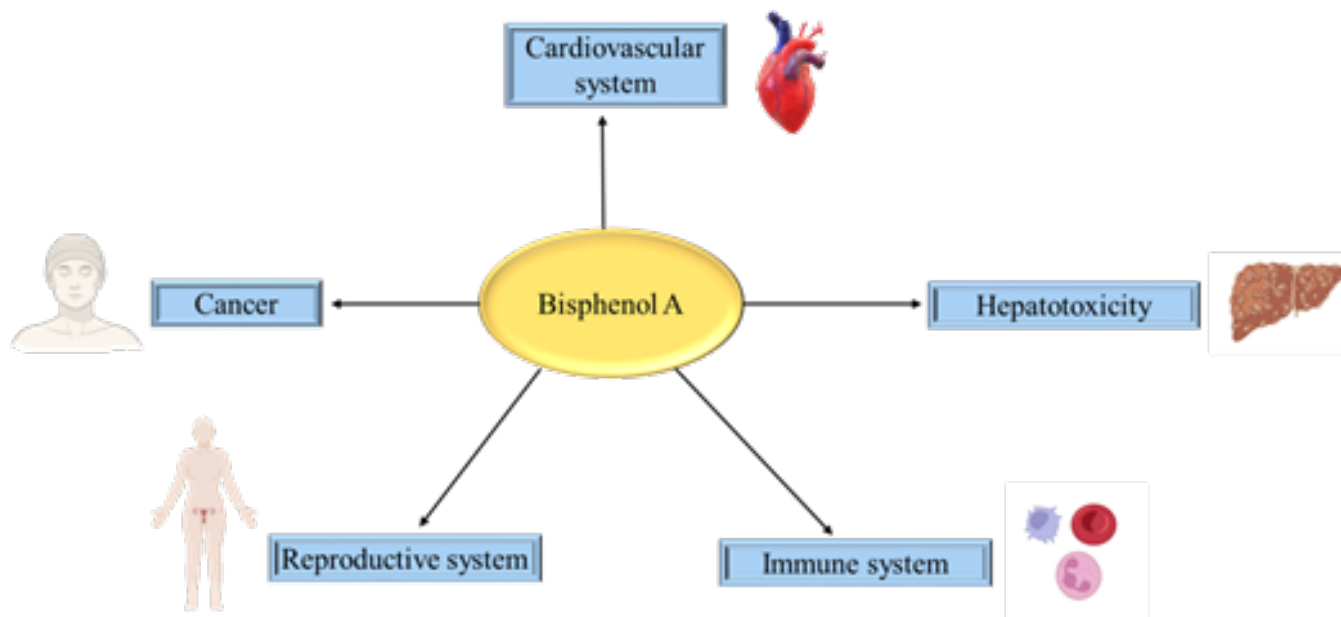 Cardiovascular
system
Cancer
Bisphenol A
Hepatotoxicity
Reproductive system
Immune system